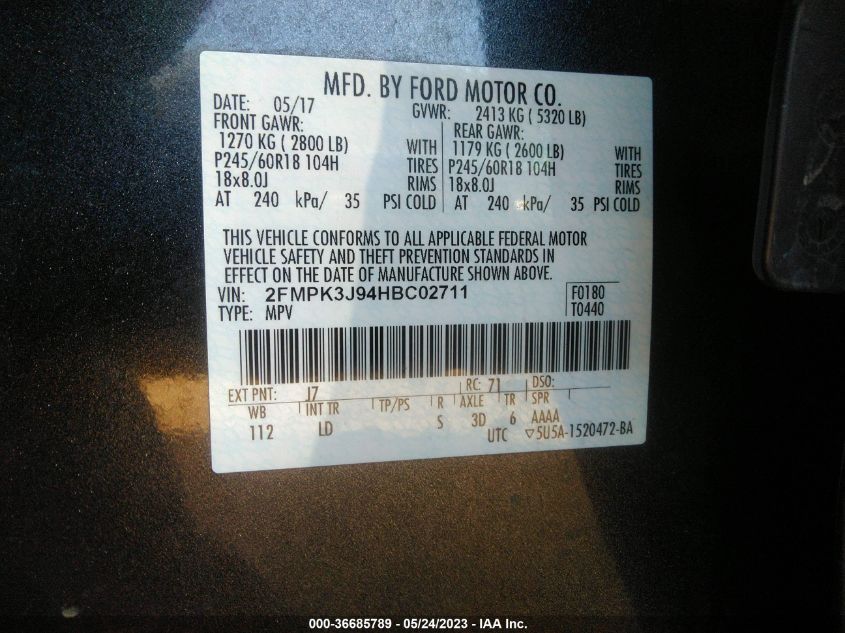 MFD. BY FORD MOTOR CO.
DATE: 05/17 GVWR: 2413 KG ( 5320 LB)
FRONT GAWR: REAR GAWR:
1270 KG ( 2800 LB) WITH 1179 KG ( 2600 LB) WITH
P245/60R18 104H TIRES P245/60R18 104H TIRES
18x8.0J RIMS 18x8.0J RIMS
AT 240 kPa/ 35 PSI COLD AT 240 kPa/ 35 PSI COLD
THIS VEHICLE CONFORMS TO ALL APPLICABLE FEDERAL MOTOR
VEHICLE SAFETY AND THEFT PREVENTION STANDARDS IN
EFFECT ON THE DATE OF MANUFACTURE SHOWN ABOVE.
VIN: 2FMPK3J94HBC02711 F0180
TYPE: MPV T0440
EXT PNT: J7 RC: 71 DSO:
WB INT TR TP/PS R AXLE TR SPR
112 LD S 3D 6 AAAA
UTC ▽5U5A-1520472-BA
000-36685789 - 05/24/2023 - IAA Inc.